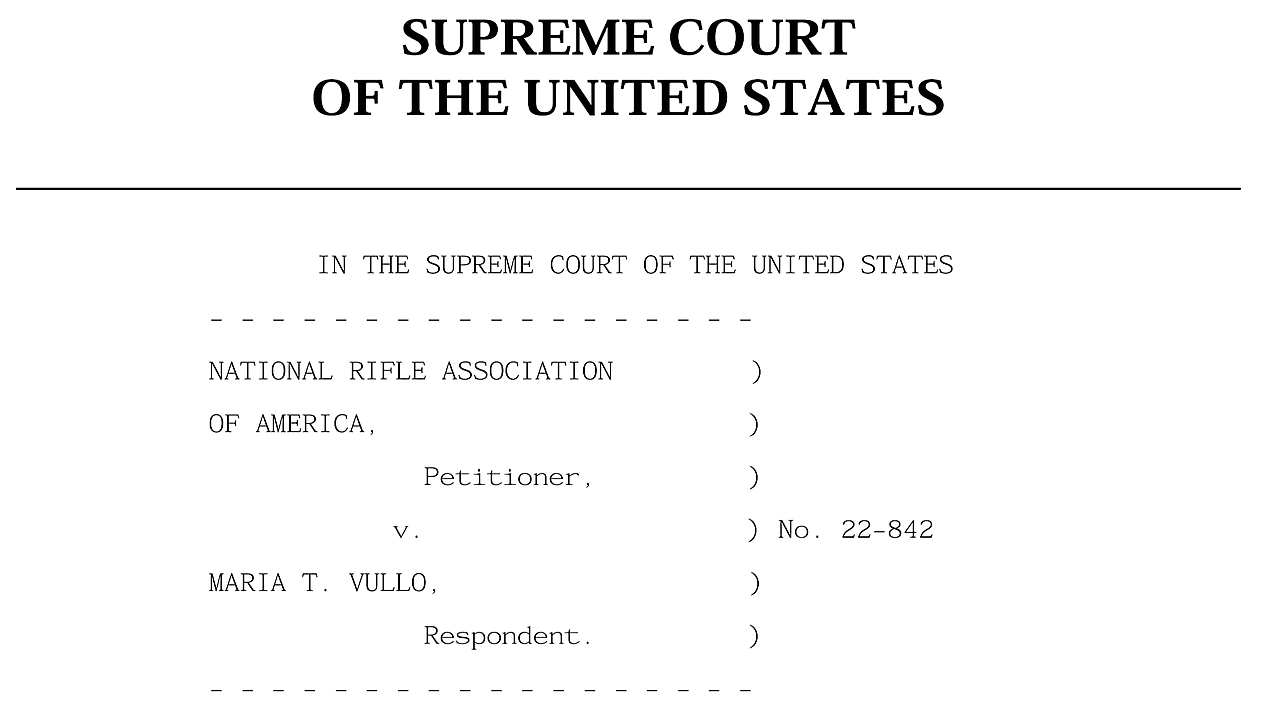 SUPREME COURT
OF THE UNITED STATES
IN THE SUPREME COURT OF THE UNITED STATES
- - - - - - - - - - - - - - - - - -
NATIONAL RIFLE ASSOCIATION )
OF AMERICA, )
Petitioner, )
v. ) No. 22-842
MARIA T. VULLO, )
Respondent. )
- - - - - - - - - - - - - - - - - -